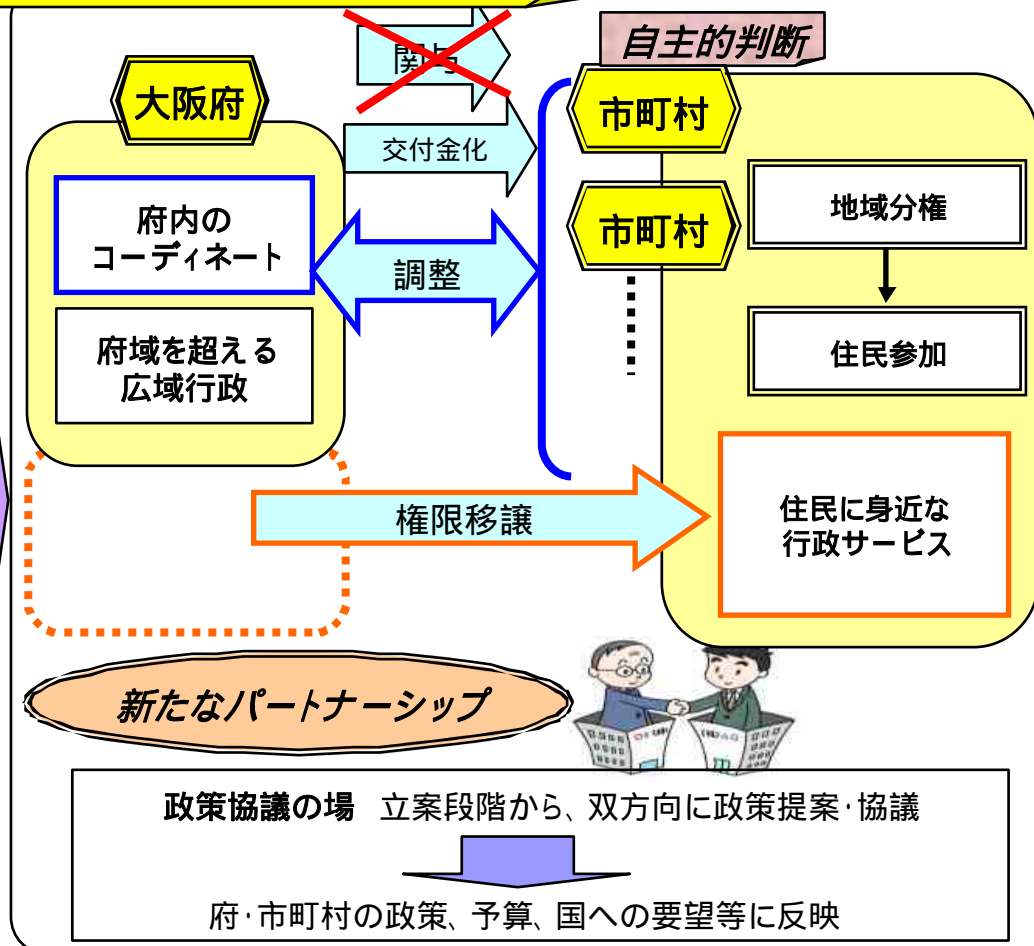 関与
自主的判断
大阪府
市町村
交付金化
府内の
コーディネート
市町村
地域分権
調整
府域を超える
広域行政
住民参加
権限移譲
住民に身近な
行政サービス
新たなパートナーシップ
政策協議の場 立案段階から、双方向に政策提案・協議
府・市町村の政策、予算、国への要望等に反映